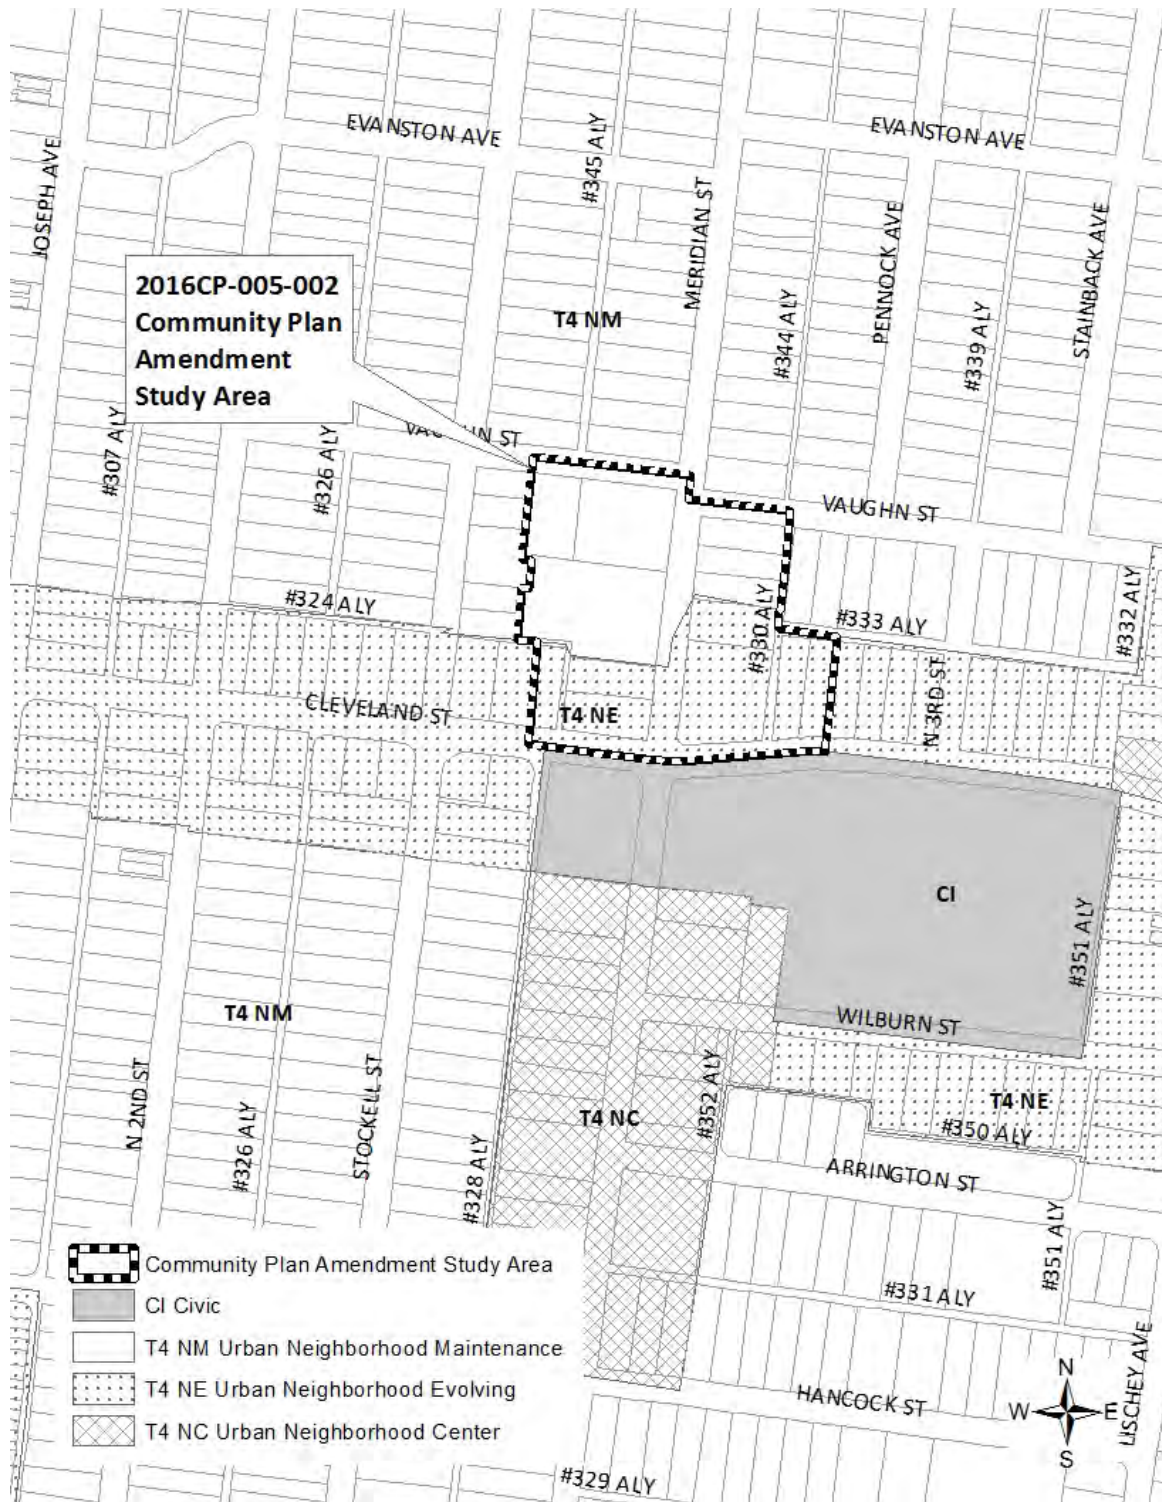 EVANSTON AVE
EVANSTON AVE
#345 ALY
JOSEPH AVE
MERIDIAN ST
PENNOCK AVE
STAINBACK AVE
2016CP-005-002
Community Plan
Amendment
Study Area
T4 NM
#344 ALY
#339 ALY
#307 ALY
#326 ALY
VAUGHN ST
VAUGHN ST
#324 ALY
#330 ALY
#333 ALY
#332 ALY
CLEVELAND ST
T4 NE
N 3RD ST
CI
#351 ALY
T4 NM
WILBURN ST
N 2ND ST
#326 ALY
STOCKELL ST
#328 ALY
T4 NC
#352 ALY
T4 NE
#350 ALY
ARRINGTON ST
#351 ALY
#331 ALY
LISCHEY AVE
HANCOCK ST
#329 ALY
Community Plan Amendment Study Area
CI Civic
T4 NM Urban Neighborhood Maintenance
T4 NE Urban Neighborhood Evolving
T4 NC Urban Neighborhood Center
N
W
E
S